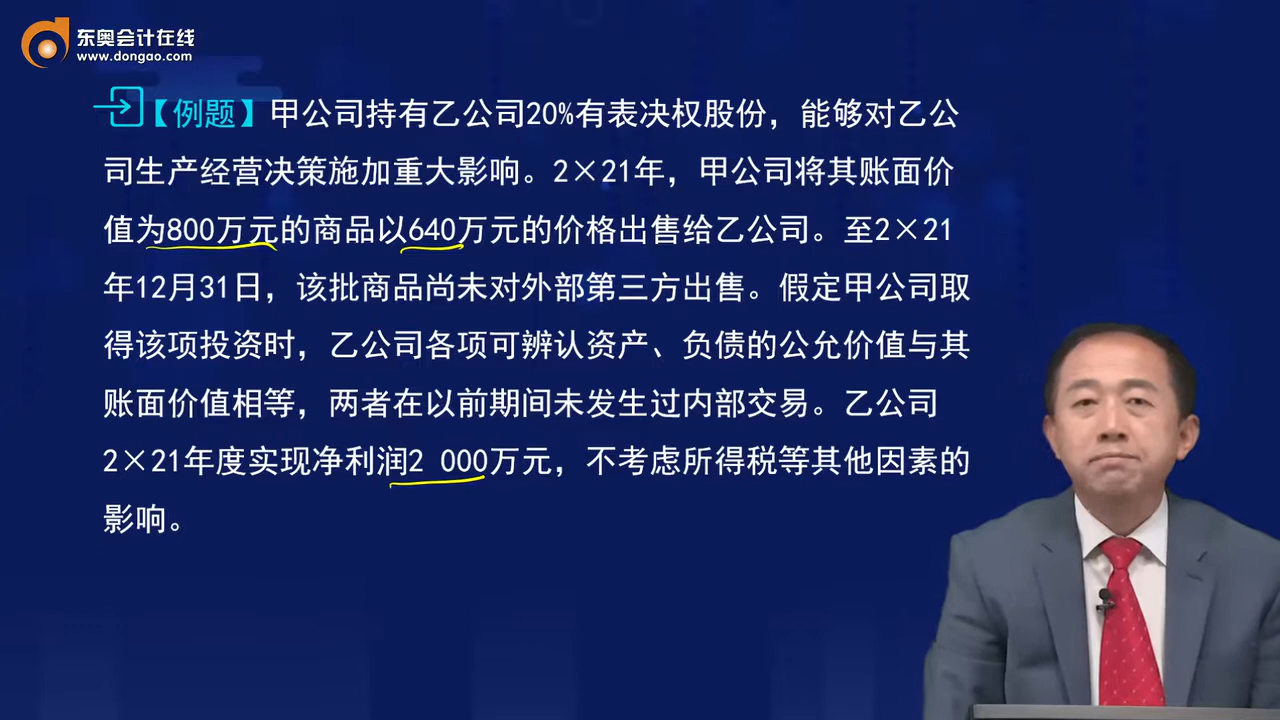 东奥会计在线
www.dongao.com
【例题】甲公司持有乙公司20%有表决权股份，能够对乙公
司生产经营决策施加重大影响。2×21年，甲公司将其账面价
值为800万元的商品以640万元的价格出售给乙公司。至2×21
年12月31日，该批商品尚未对外部第三方出售。假定甲公司取
得该项投资时，乙公司各项可辨认资产、负债的公允价值与其
账面价值相等，两者在以前期间未发生过内部交易。乙公司
2×21年度实现净利润2 000万元，不考虑所得税等其他因素的
影响。